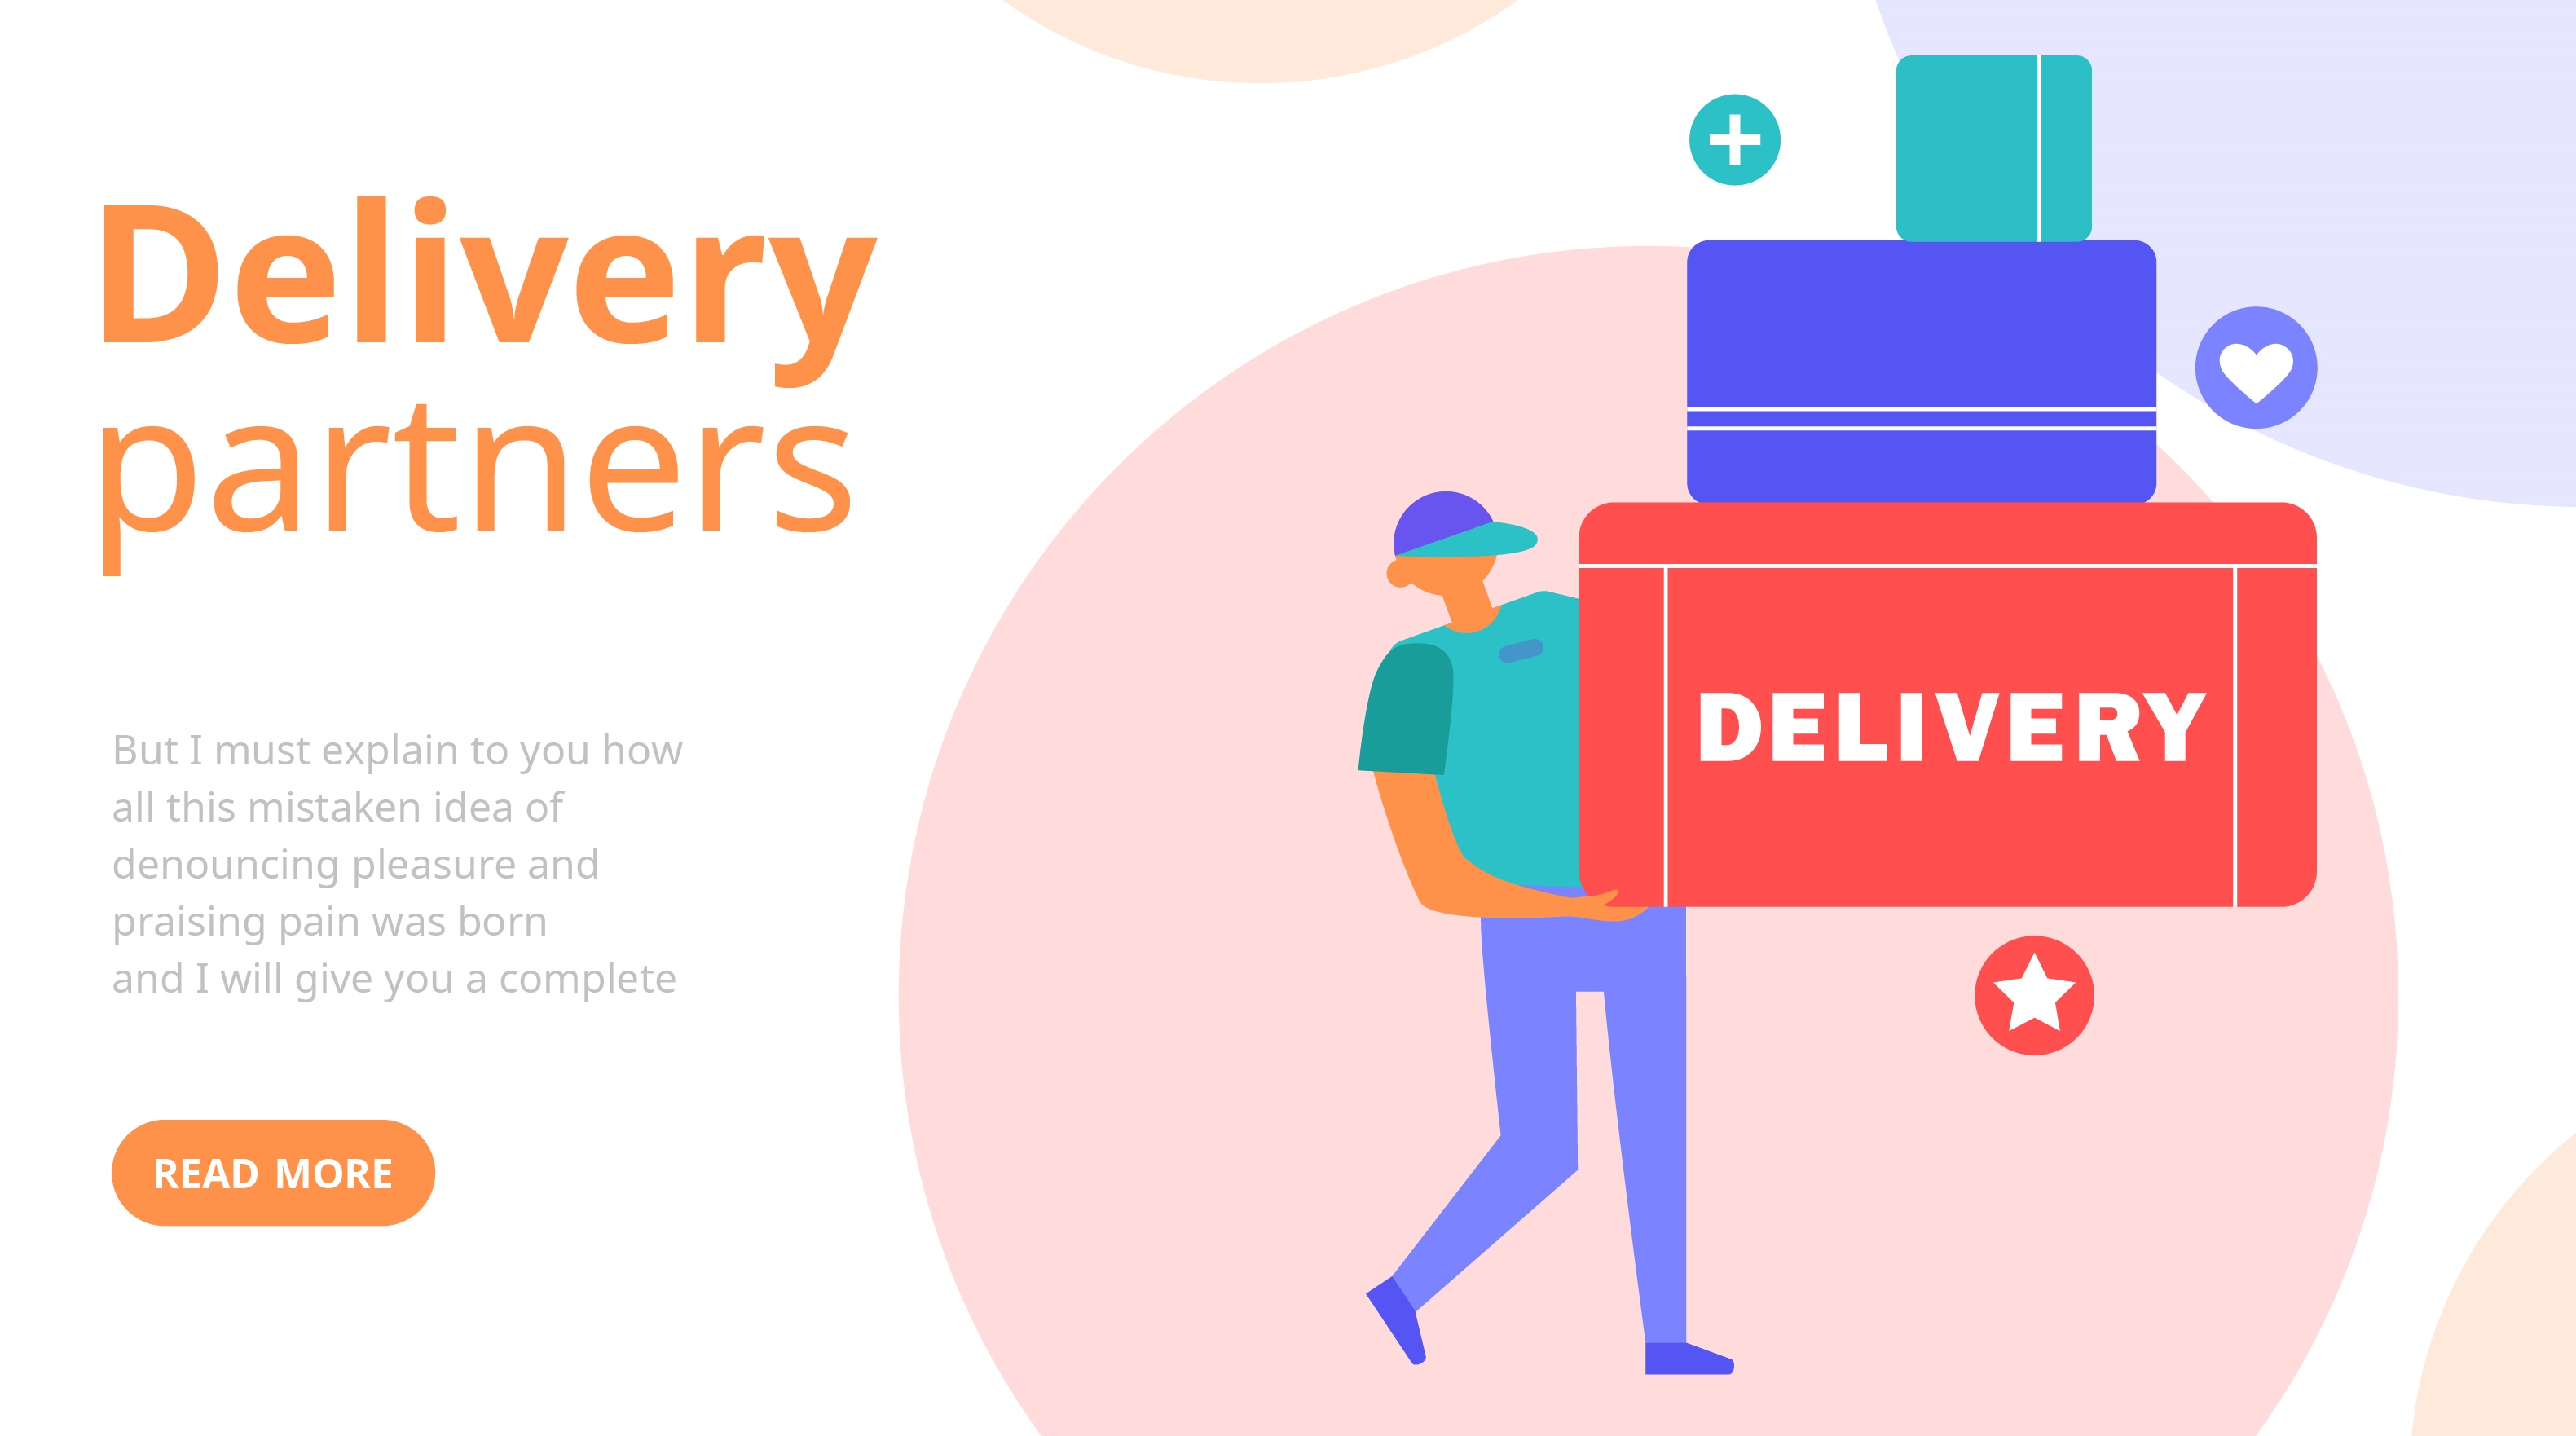 Delivery
partners
But I must explain to you how
all this mistaken idea of
denouncing pleasure and
praising pain was born
and I will give you a complete
READ MORE
DELIVERY